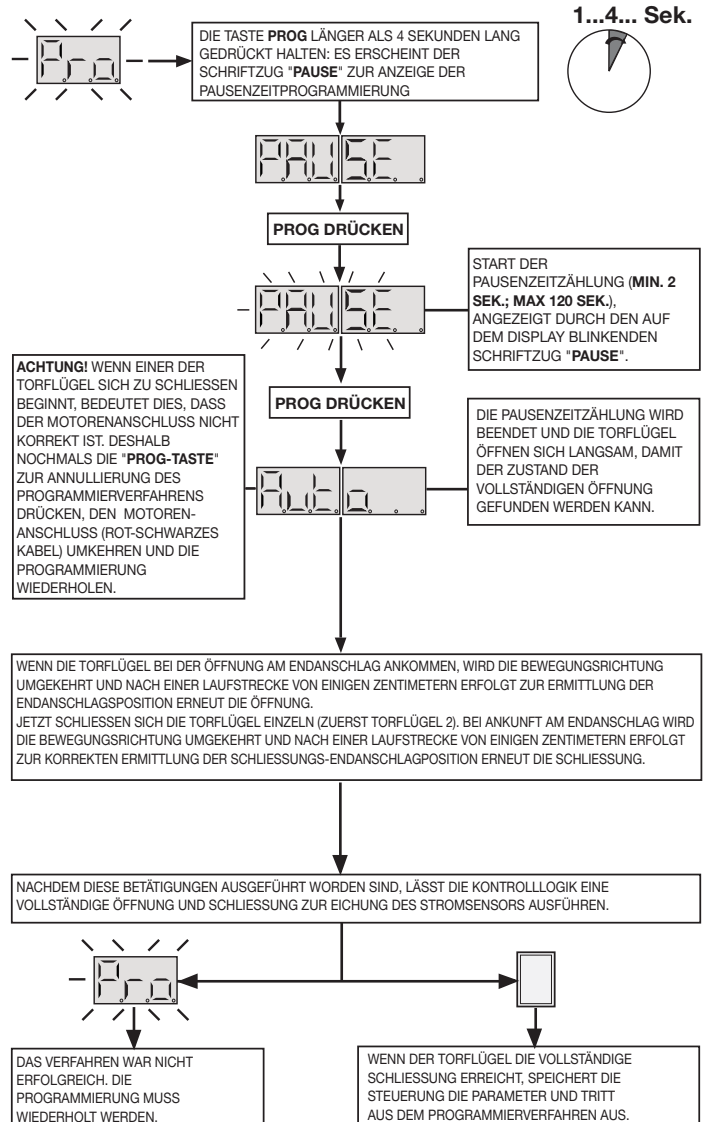 1...4... Sek.
Pro
DIE TASTE PROG LÄNGER ALS 4 SEKUNDEN LANG
GEDRÜCKT HALTEN: ES ERSCHEINT DER
SCHRIFTZUG "PAUSE" ZUR ANZEIGE DER
PAUSENZEITPROGRAMMIERUNG
PAUSE
PROG DRÜCKEN
PAUSE
START DER
PAUSENZEITZÄHLUNG (MIN. 2
SEK.; MAX 120 SEK.),
ANGEZEIGT DURCH DEN AUF
DEM DISPLAY BLINKENDEN
SCHRIFTZUG "PAUSE".
ACHTUNG! WENN EINER DER
TORFLÜGEL SICH ZU SCHLIESSEN
BEGINNT, BEDEUTET DIES, DASS
DER MOTORENANSCHLUSS NICHT
KORREKT IST. DESHALB
NOCHMALS DIE "PROG-TASTE"
ZUR ANNULLIERUNG DES
PROGRAMMIERVERFAHRENS
DRÜCKEN, DEN MOTOREN-
ANSCHLUSS (ROT-SCHWARZES
KABEL) UMKEHREN UND DIE
PROGRAMMIERUNG
WIEDERHOLEN.
PROG DRÜCKEN
Auto
DIE PAUSENZEITZÄHLUNG WIRD
BEENDET UND DIE TORFLÜGEL
ÖFFNEN SICH LANGSAM, DAMIT
DER ZUSTAND DER
VOLLSTÄNDIGEN ÖFFNUNG
GEFUNDEN WERDEN KANN.
WENN DIE TORFLÜGEL BEI DER ÖFFNUNG AM ENDANSCHLAG ANKOMMEN, WIRD DIE BEWEGUNGSRICHTUNG
UMGEKEHRT UND NACH EINER LAUFSTRECKE VON EINIGEN ZENTIMETERN ERFOLGT ZUR ERMITTLUNG DER
ENDANSCHLAGSPOSITION ERNEUT DIE ÖFFNUNG.
JETZT SCHLIESSEN SICH DIE TORFLÜGEL EINZELN (ZUERST TORFLÜGEL 2). BEI ANKUNFT AM ENDANSCHLAG WIRD
DIE BEWEGUNGSRICHTUNG UMGEKEHRT UND NACH EINER LAUFSTRECKE VON EINIGEN ZENTIMETERN ERFOLGT
ZUR KORREKTEN ERMITTLUNG DER SCHLIESSUNGS-ENDANSCHLAGPOSITION ERNEUT DIE SCHLIESSUNG.
NACHDEM DIESE BETÄTIGUNGEN AUSGEFÜHRT WORDEN SIND, LÄSST DIE KONTROLLLOGIK EINE
VOLLSTÄNDIGE ÖFFNUNG UND SCHLIESSUNG ZUR EICHUNG DES STROMSENSORS AUSFÜHREN.
Pro
DAS VERFAHREN WAR NICHT
ERFOLGREICH. DIE
PROGRAMMIERUNG MUSS
WIEDERHOLT WERDEN.
WENN DER TORFLÜGEL DIE VOLLSTÄNDIGE
SCHLIESSUNG ERREICHT, SPEICHERT DIE
STEUERUNG DIE PARAMETER UND TRITT
AUS DEM PROGRAMMIERVERFAHREN AUS.